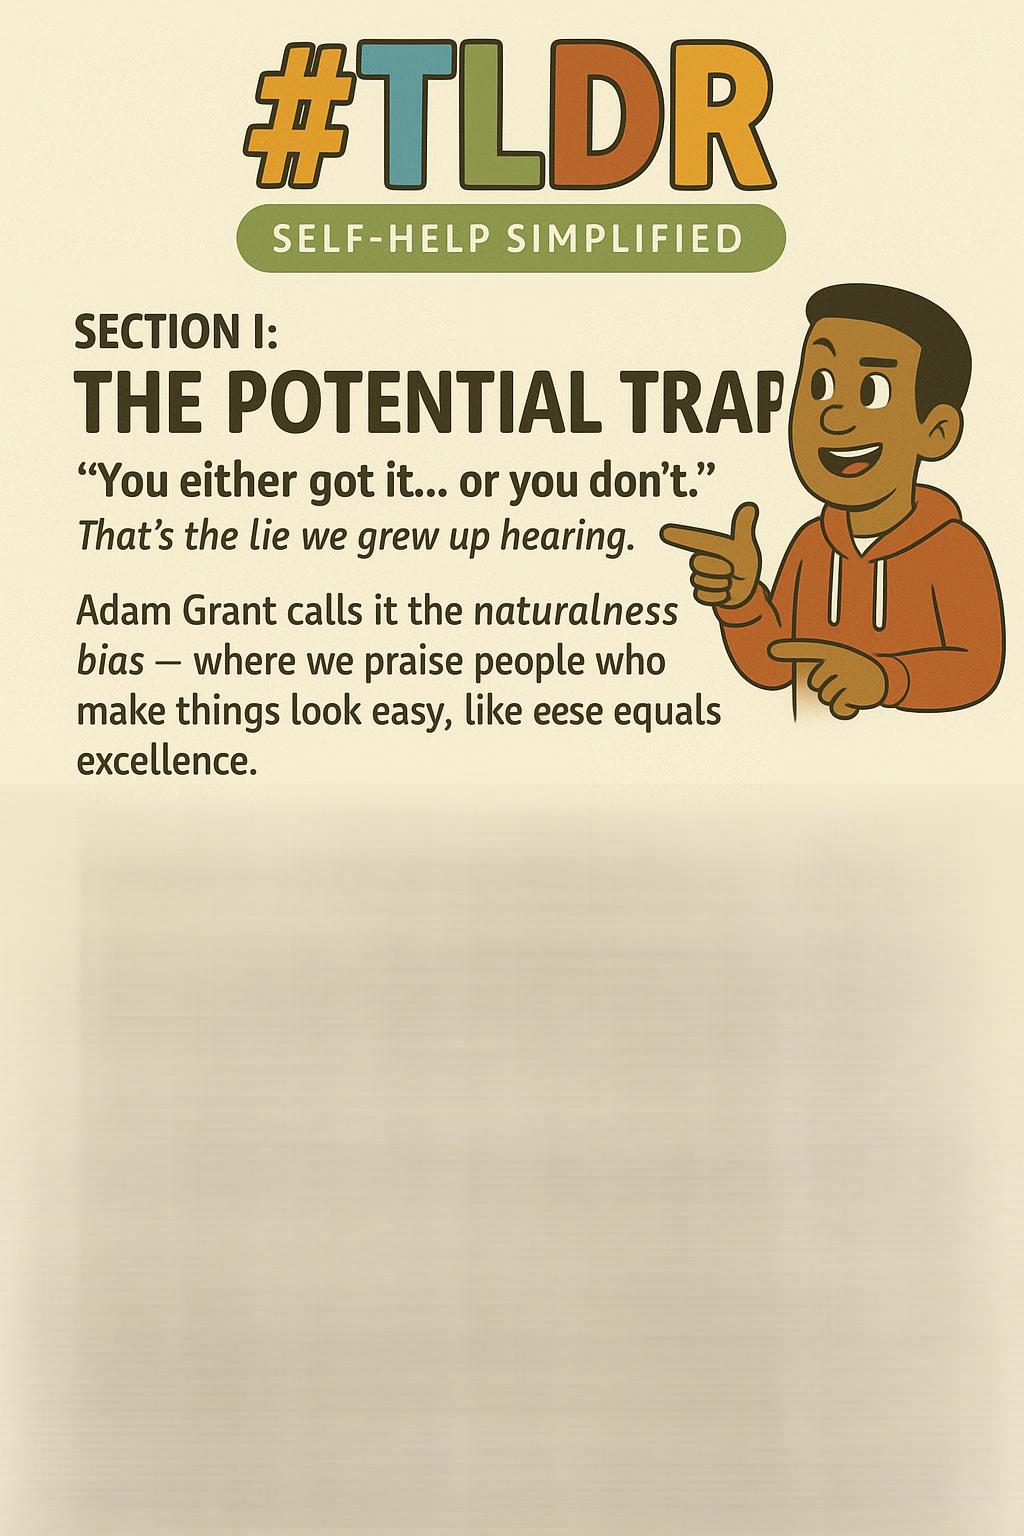 #TLDR
SELF-HELP SIMPLIFIED
SECTION I:
THE POTENTIAL TRAP
“You either got it... or you don’t.”
That’s the lie we grew up hearing.
Adam Grant calls it the naturalness
bias — where we praise people who
make things look easy, like eese equals
excellence.